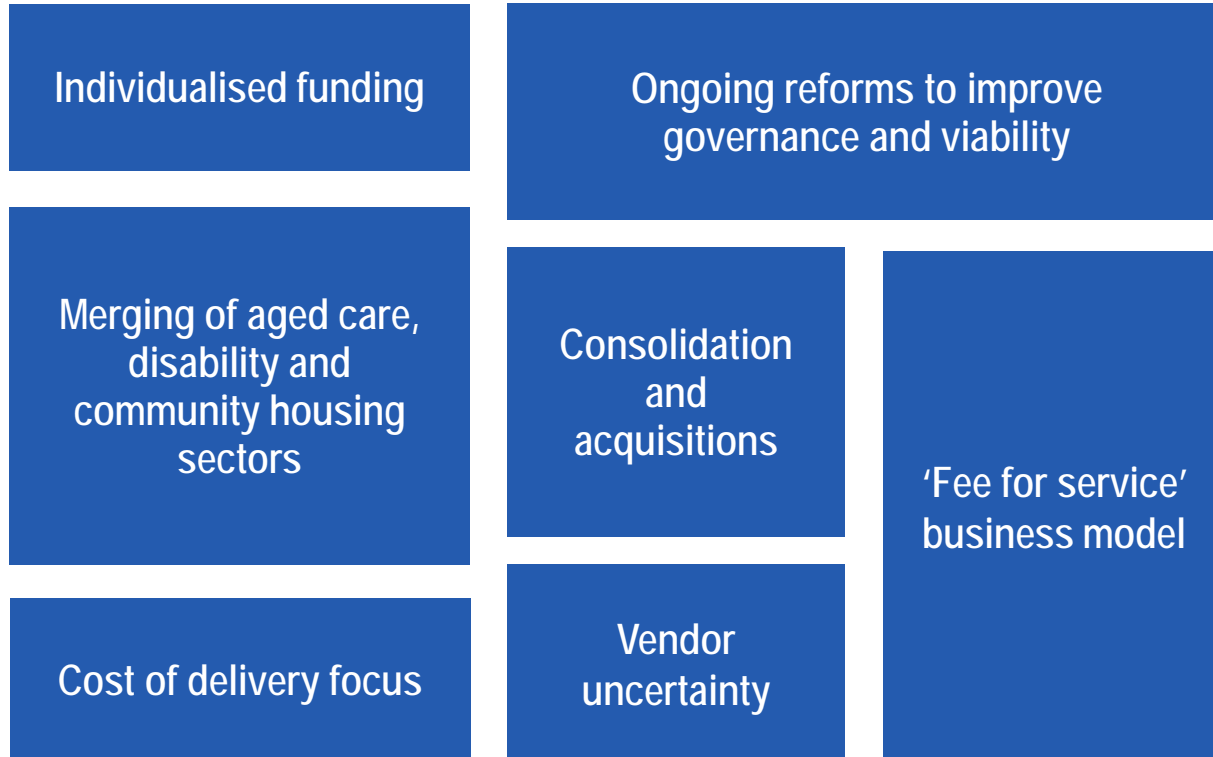 Individualised funding
Ongoing reforms to improve
governance and viability
Merging of aged care,
disability and
community housing
sectors
Consolidation
and
acquisitions
‘Fee for service’
business model
Cost of delivery focus
Vendor
uncertainty